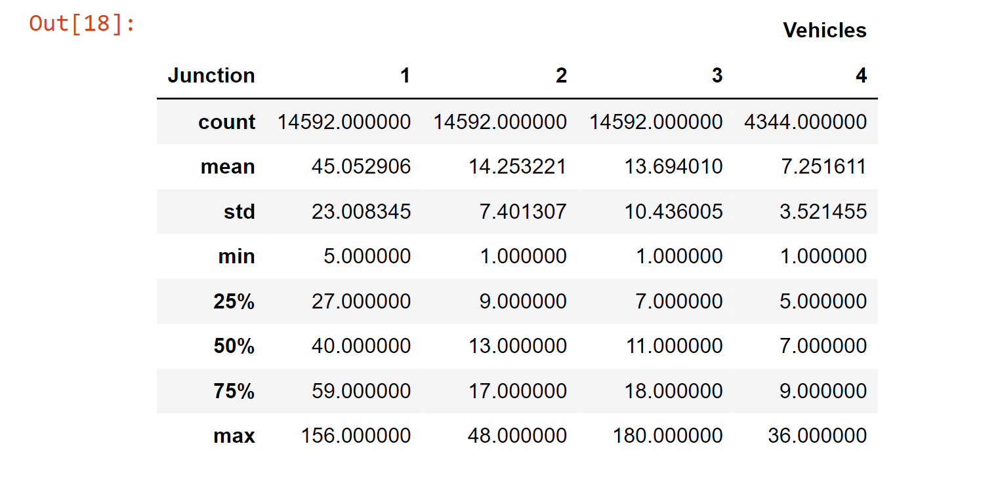 Out[18]:
Vehicles
Junction 1 2 3 4
count 14592.000000 14592.000000 14592.000000 4344.000000
mean 45.052906 14.253221 13.694010 7.251611
std 23.008345 7.401307 10.436005 3.521455
min 5.000000 1.000000 1.000000 1.000000
25% 27.000000 9.000000 7.000000 5.000000
50% 40.000000 13.000000 11.000000 7.000000
75% 59.000000 17.000000 18.000000 9.000000
max 156.000000 48.000000 180.000000 36.000000